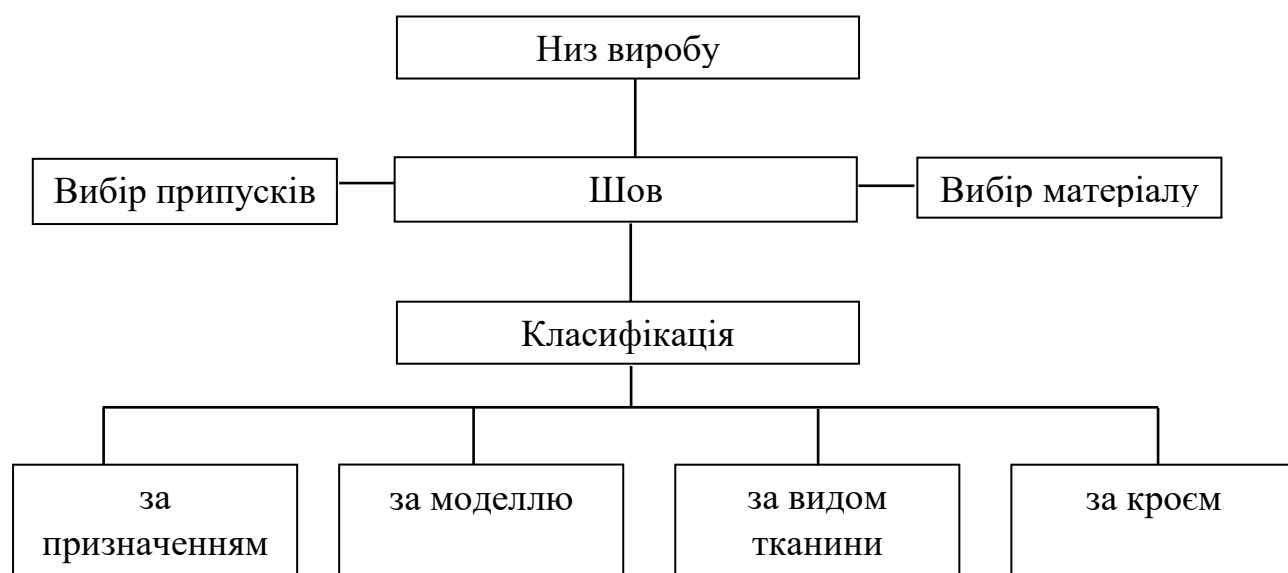 Низ виробу
Вибір припусків
Шов
Вибір матеріалу
Класифікація
за
призначенням
за моделлю
за видом
тканини
за кроєм